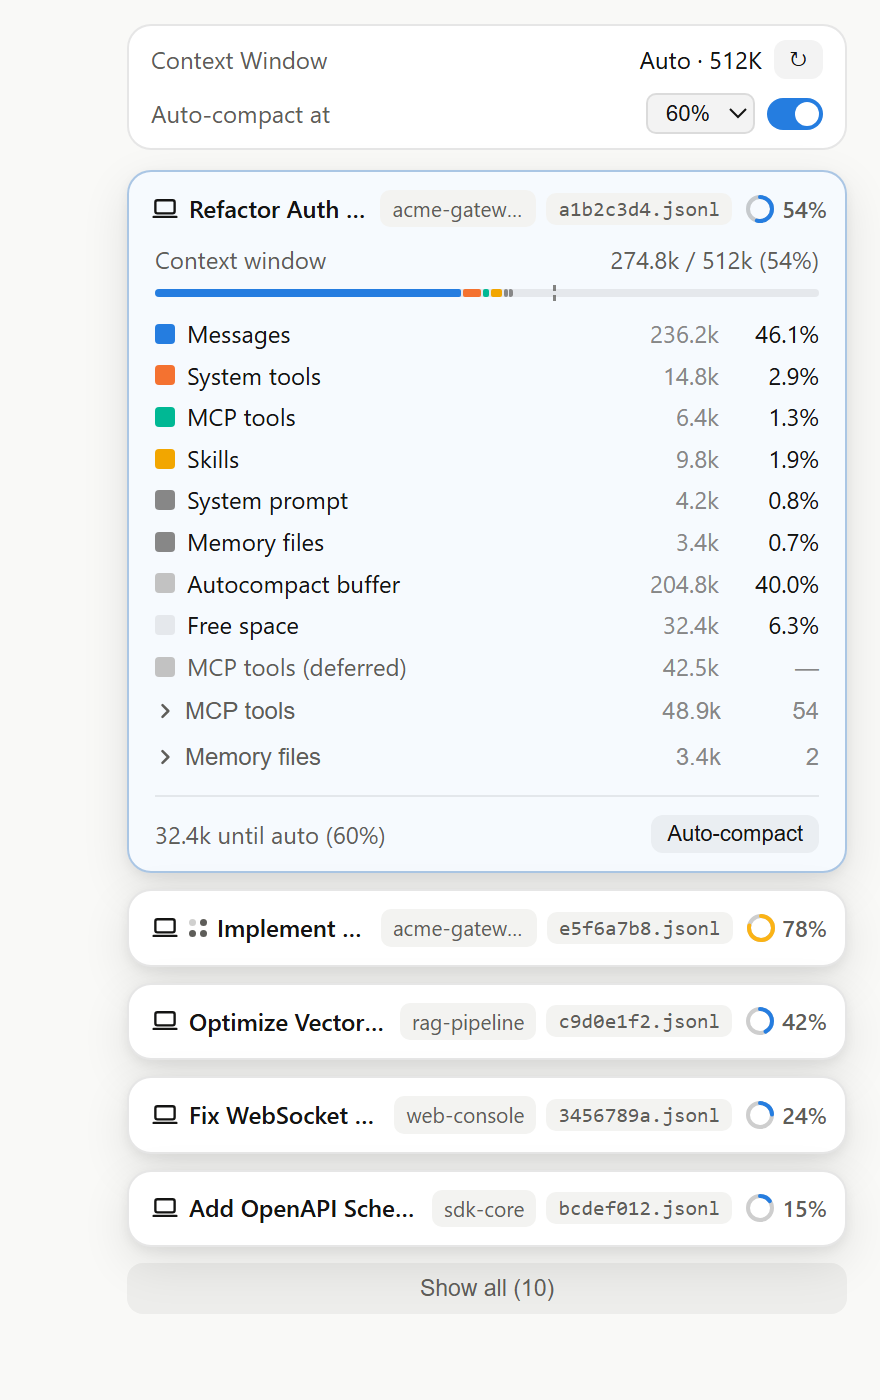 Context Window Auto · 512K ↻
Auto-compact at 60%
Refactor Auth ... acme-gatew... a1b2c3d4.jsonl 54%
Context window 274.8k / 512k (54%)
Messages 236.2k 46.1%
System tools 14.8k 2.9%
MCP tools 6.4k 1.3%
Skills 9.8k 1.9%
System prompt 4.2k 0.8%
Memory files 3.4k 0.7%
Autocompact buffer 204.8k 40.0%
Free space 32.4k 6.3%
MCP tools (deferred) 42.5k —
MCP tools 48.9k 54
Memory files 3.4k 2
32.4k until auto (60%) Auto-compact
Implement ... acme-gatew... e5f6a7b8.jsonl 78%
Optimize Vector... rag-pipeline c9d0e1f2.jsonl 42%
Fix WebSocket ... web-console 3456789a.jsonl 24%
Add OpenAPI Sche... sdk-core bcdef012.jsonl 15%
Show all (10)